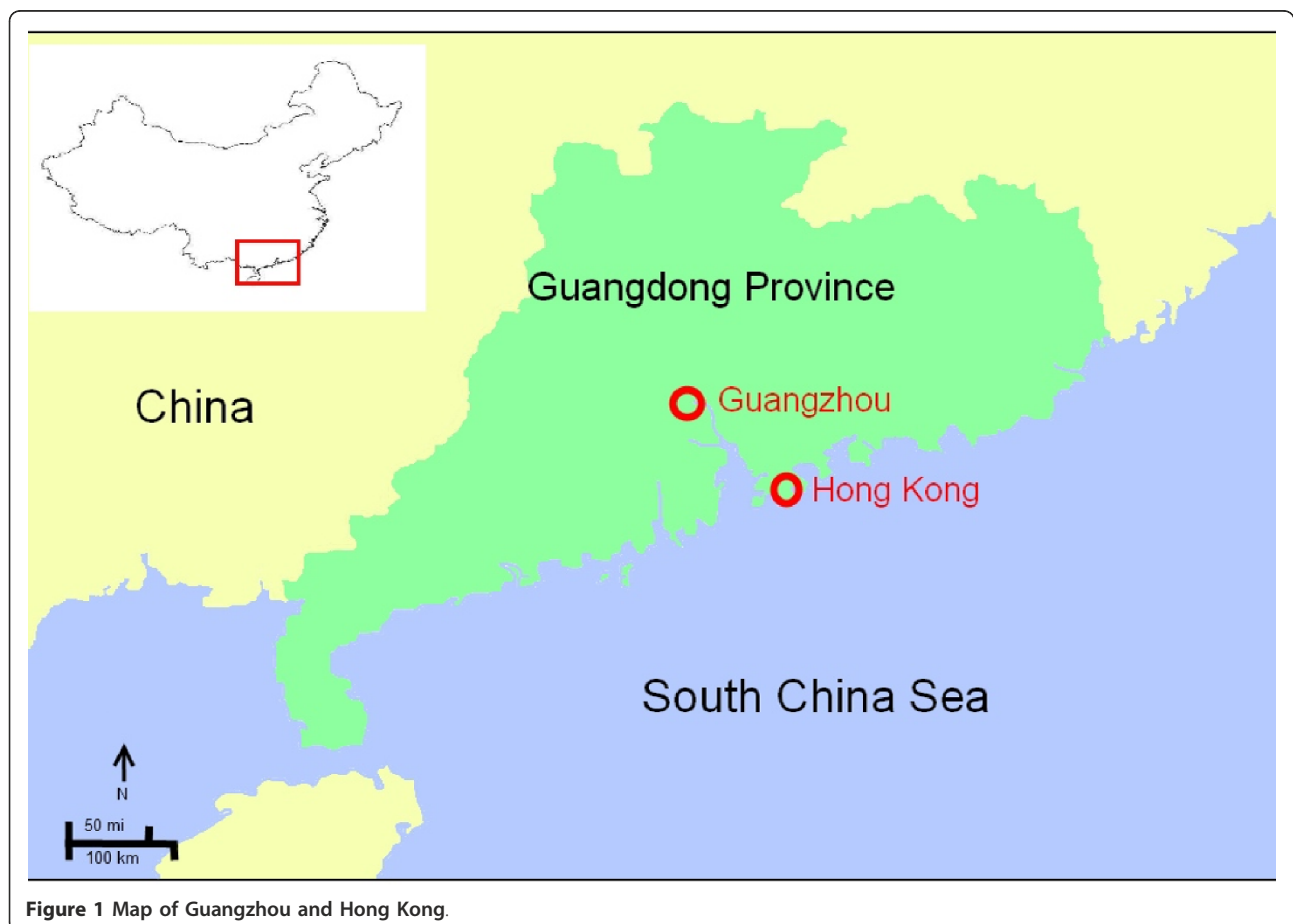 Guangdong Province
China
Guangzhou
Hong Kong
South China Sea
N
50 mi
100 km
Figure 1 Map of Guangzhou and Hong Kong.